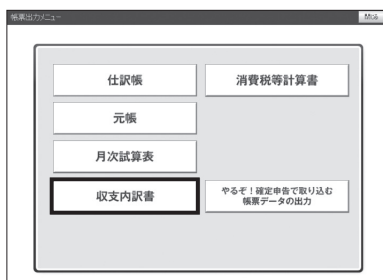 帳票出力メニュー
仕訳帳
消費税等計算書
元帳
月次試算表
収支内訳書
やるぞ！確定申告で取り込む
帳票データの出力